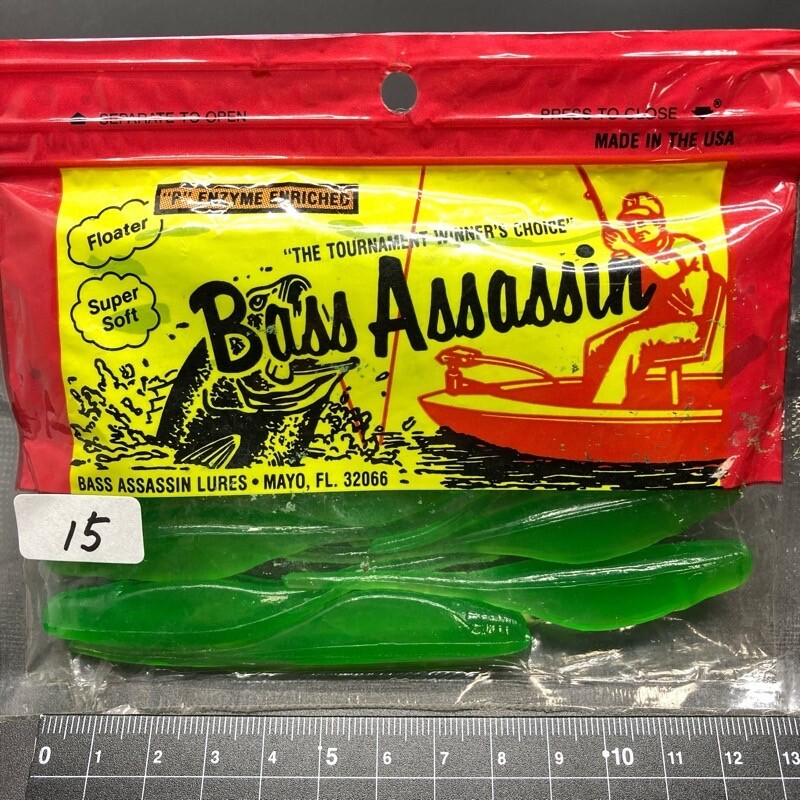 SEPARATE TO OPEN
PRESS TO CLOSE ®
MADE IN THE USA
"P" ENZYME ENRICHED
Floater
"THE TOURNAMENT WINNER'S CHOICE"
Super
Soft
Bass Assassin
BASS ASSASSIN LURES • MAYO, FL. 32066
15
0 1 2 3 4 5 6 7 8 9 10 11 12 13